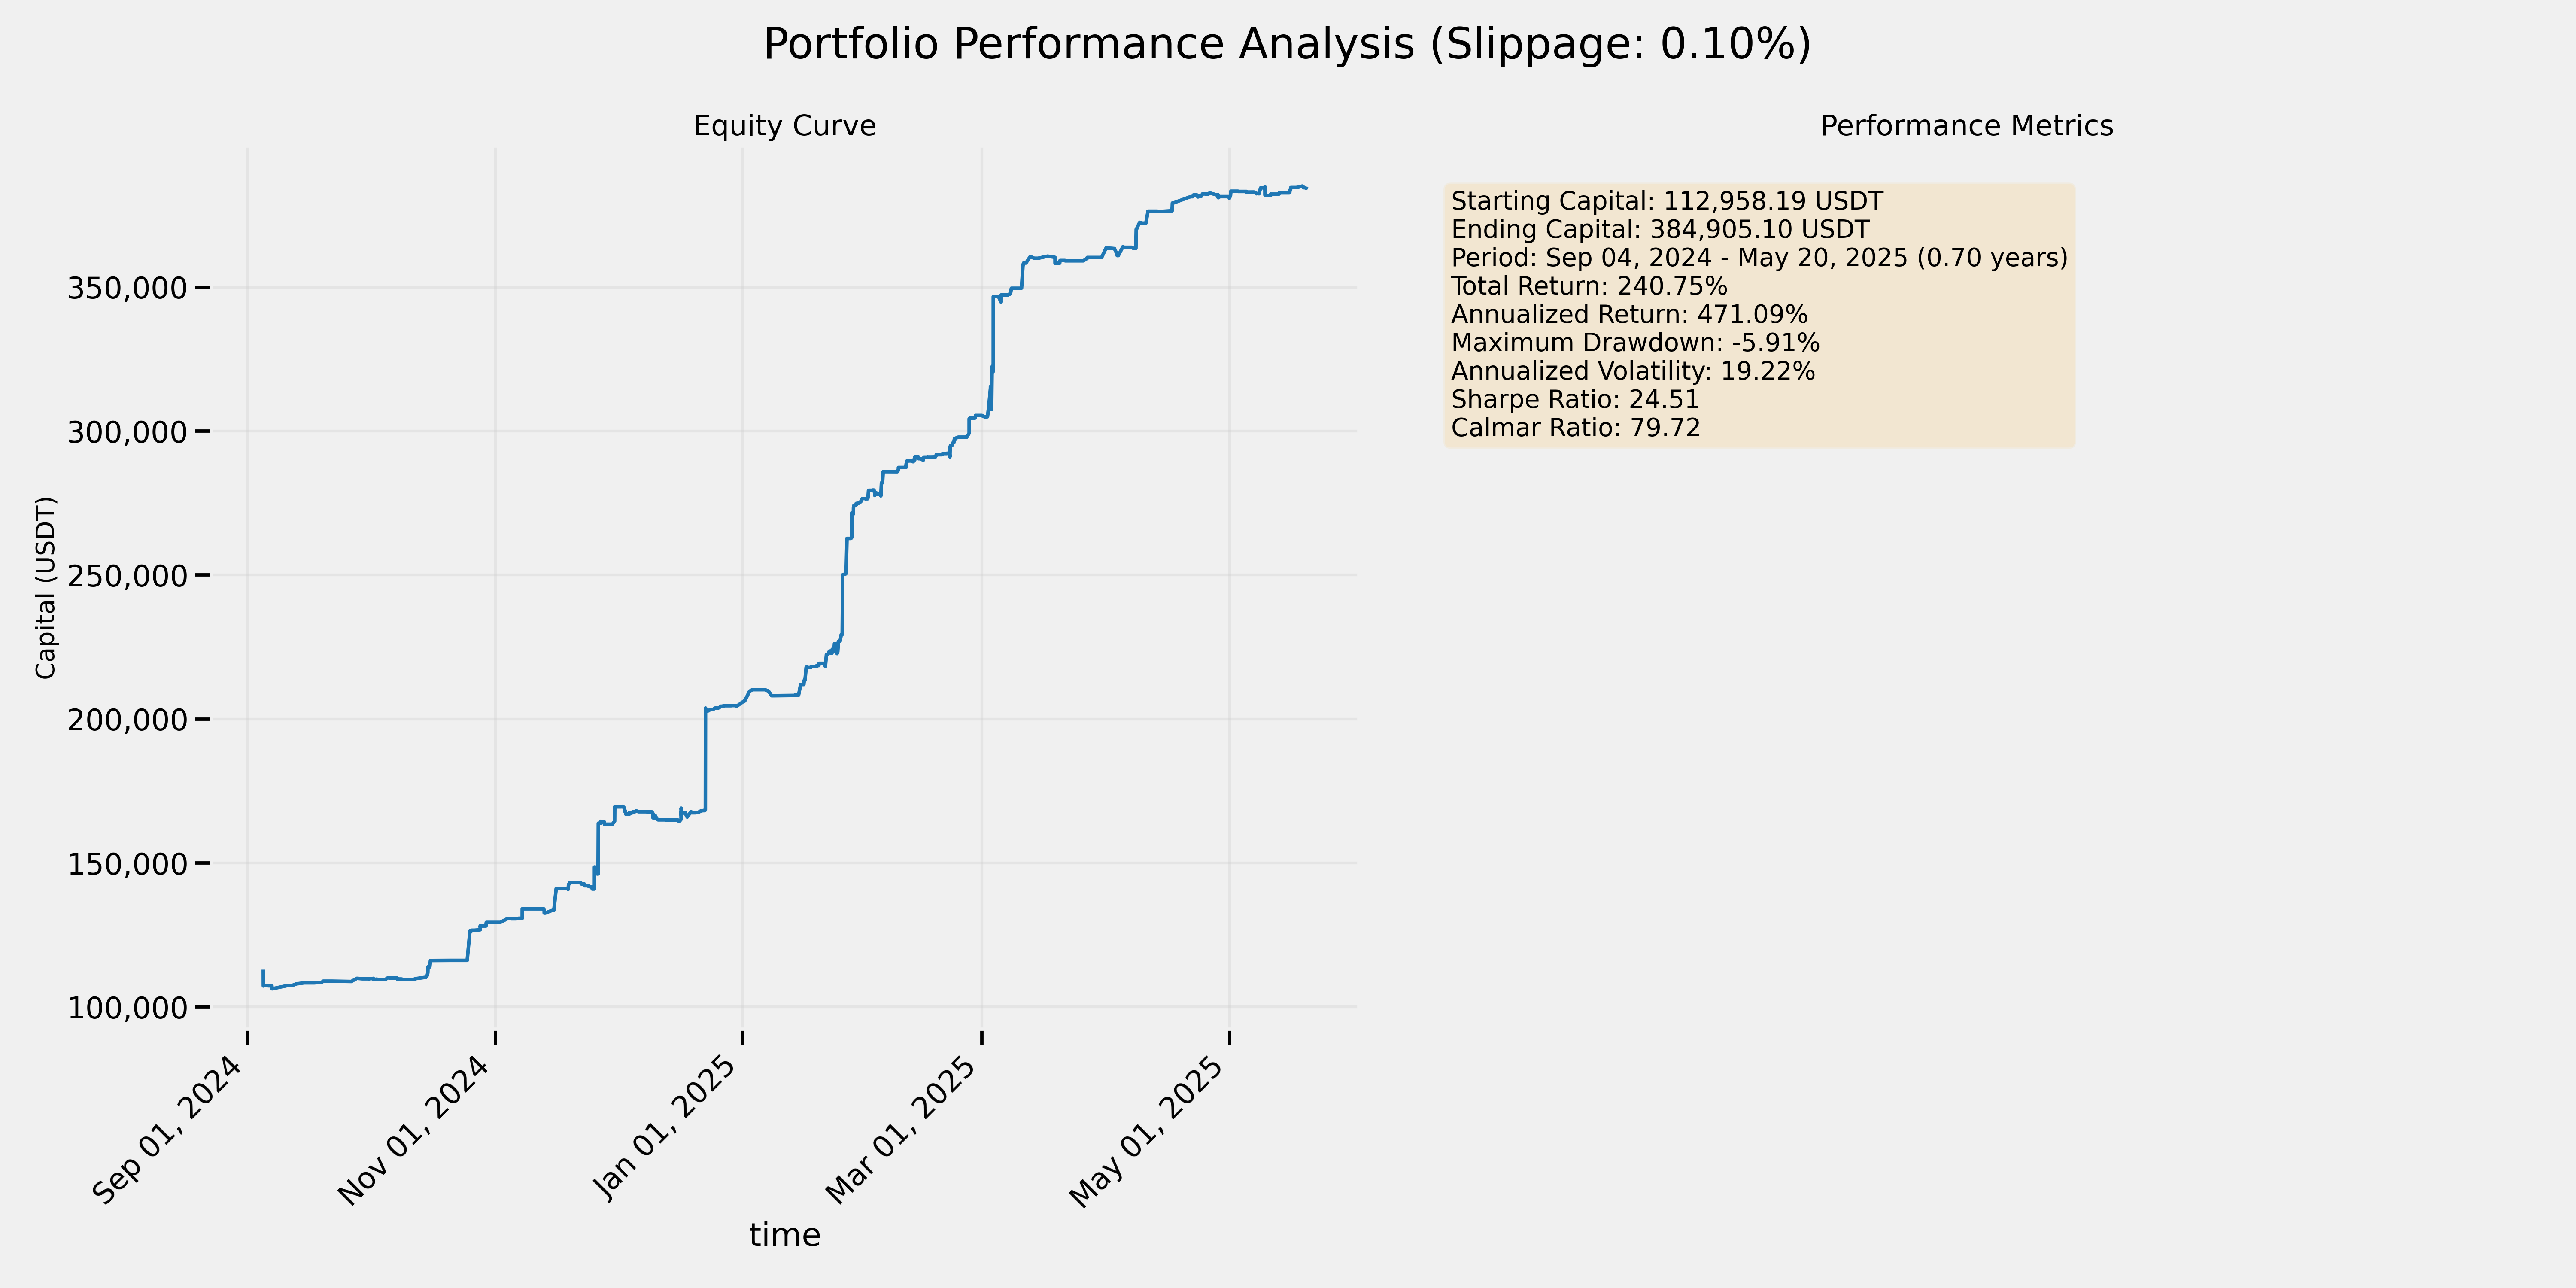 Portfolio Performance Analysis (Slippage: 0.10%)
Equity Curve
Capital (USDT)
350,000
300,000
250,000
200,000
150,000
100,000
Sep 01, 2024
Nov 01, 2024
Jan 01, 2025
Mar 01, 2025
May 01, 2025
time
Performance Metrics
Starting Capital: 112,958.19 USDT
Ending Capital: 384,905.10 USDT
Period: Sep 04, 2024 - May 20, 2025 (0.70 years)
Total Return: 240.75%
Annualized Return: 471.09%
Maximum Drawdown: -5.91%
Annualized Volatility: 19.22%
Sharpe Ratio: 24.51
Calmar Ratio: 79.72